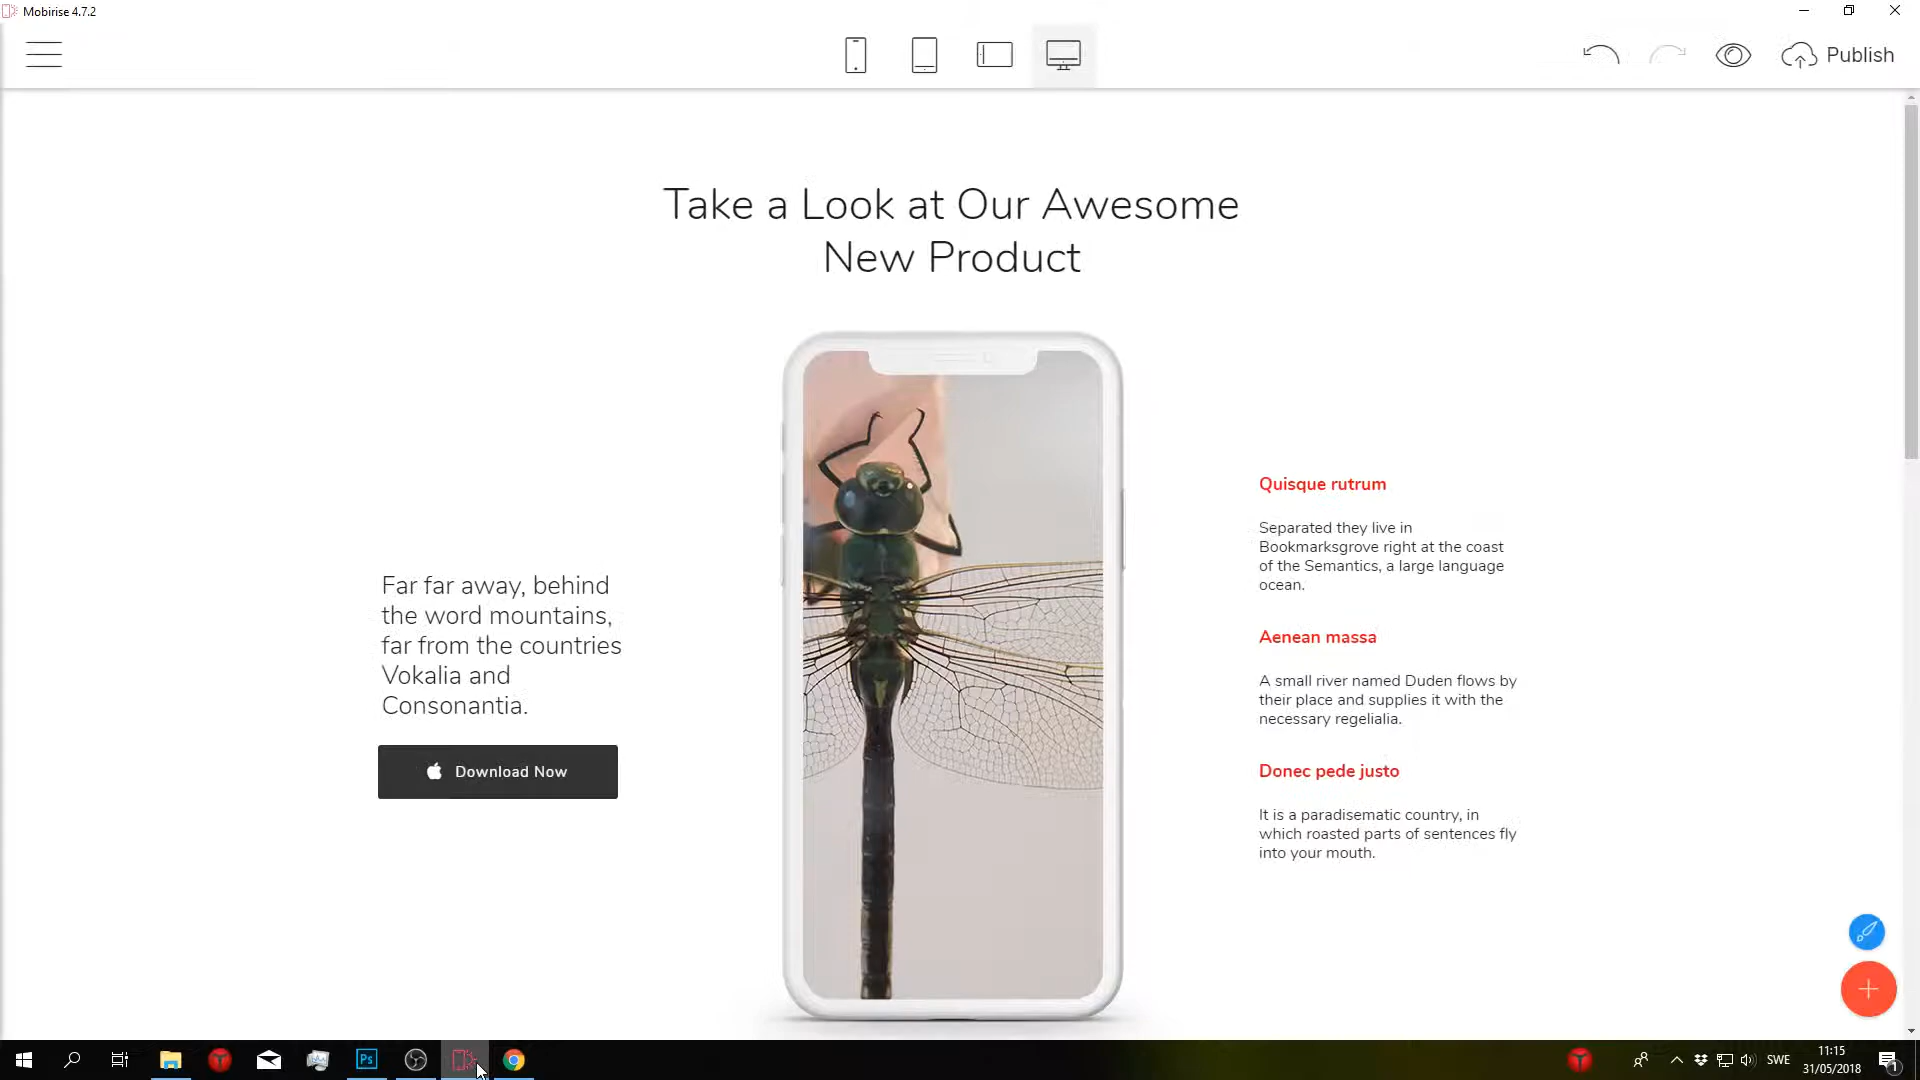 Mobirise 4.7.2
Publish
Take a Look at Our Awesome
New Product
Far far away, behind
the word mountains,
far from the countries
Vokalia and
Consonantia.
Download Now
Quisque rutrum
Separated they live in
Bookmarksgrove right at the coast
of the Semantics, a large language
ocean.
Aenean massa
A small river named Duden flows by
their place and supplies it with the
necessary regelialia.
Donec pede justo
It is a paradisematic country, in
which roasted parts of sentences fly
into your mouth.
Ps
SWE
11:15
31/05/2018
1